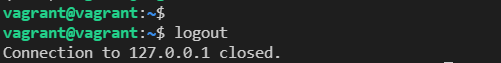 vagrant@vagrant:~$
vagrant@vagrant:~$ logout
Connection to 127.0.0.1 closed.